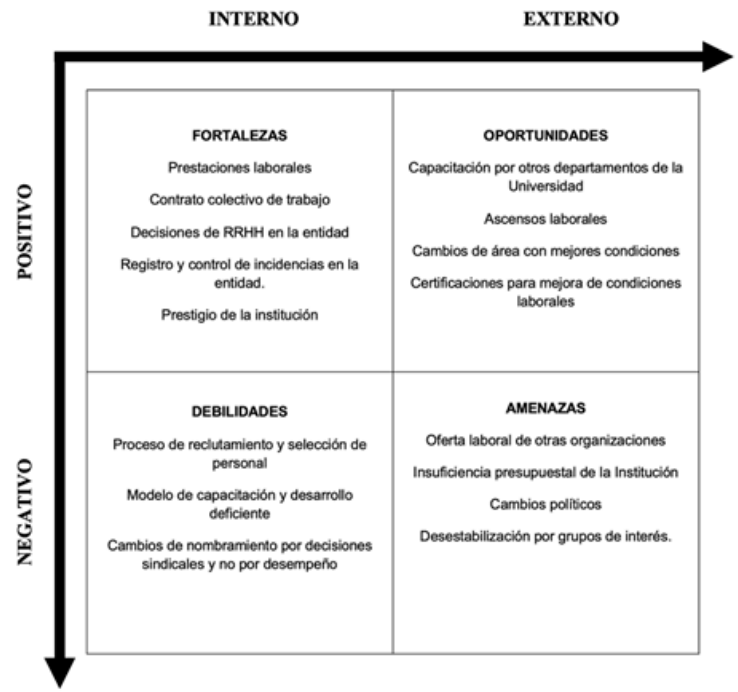 INTERNO
EXTERNO
POSITIVO
NEGATIVO
FORTALEZAS
Prestaciones laborales
Contrato colectivo de trabajo
Decisiones de RRHH en la entidad
Registro y control de incidencias en la
entidad.
Prestigio de la institución
OPORTUNIDADES
Capacitación por otros departamentos de la
Universidad
Ascensos laborales
Cambios de área con mejores condiciones
Certificaciones para mejora de condiciones
laborales
DEBILIDADES
Proceso de reclutamiento y selección de
personal
Modelo de capacitación y desarrollo
deficiente
Cambios de nombramiento por decisiones
sindicales y no por desempeño
AMENAZAS
Oferta laboral de otras organizaciones
Insuficiencia presupuestal de la Institución
Cambios políticos
Desestabilización por grupos de interés.